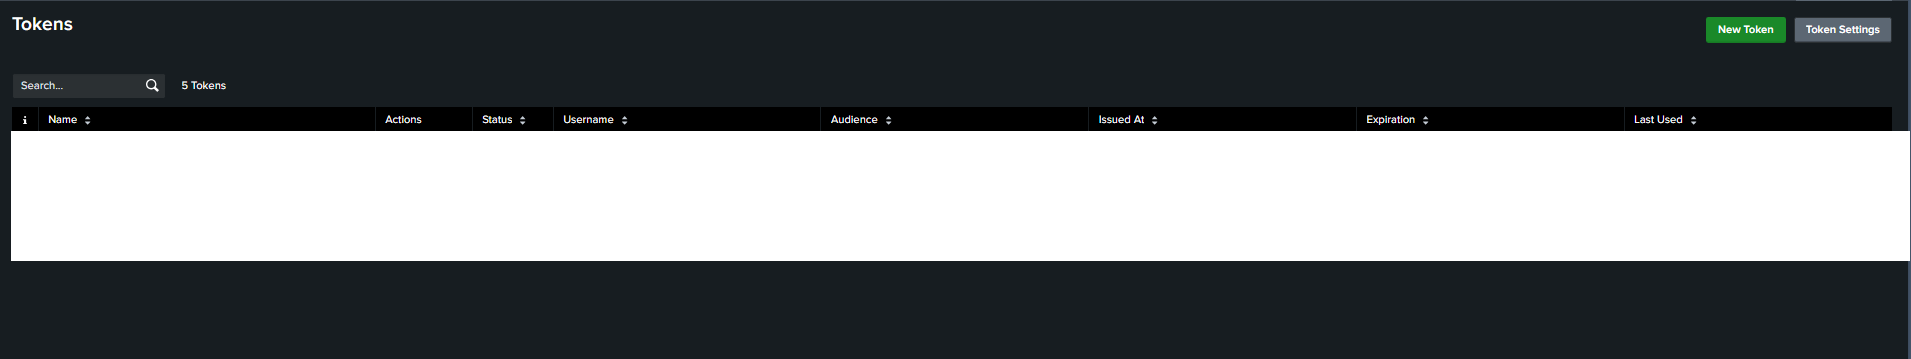 Tokens
New Token Token Settings
Search... 5 Tokens
i Name Actions Status Username Audience Issued At Expiration Last Used